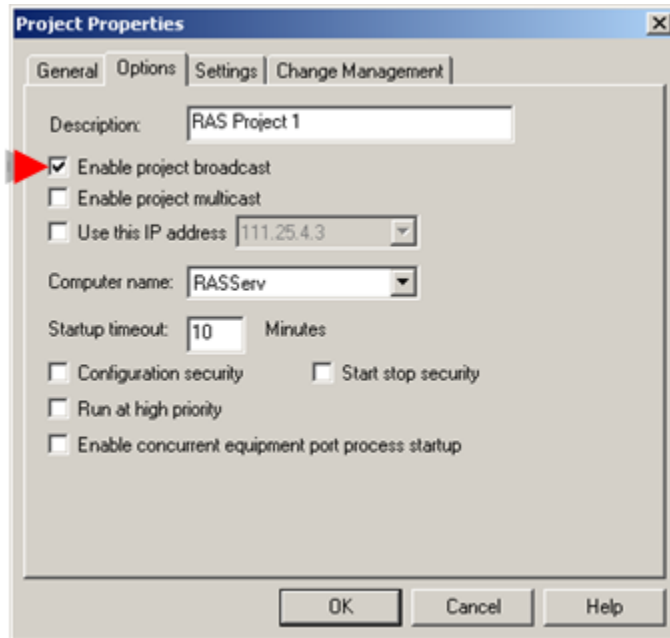 Project Properties
General Options Settings Change Management
Description: RAS Project 1
Enable project broadcast
Enable project multicast
Use this IP address 111.25.4.3
Computer name: RASServ
Startup timeout: 10 Minutes
Configuration security Start stop security
Run at high priority
Enable concurrent equipment port process startup
OK Cancel Help